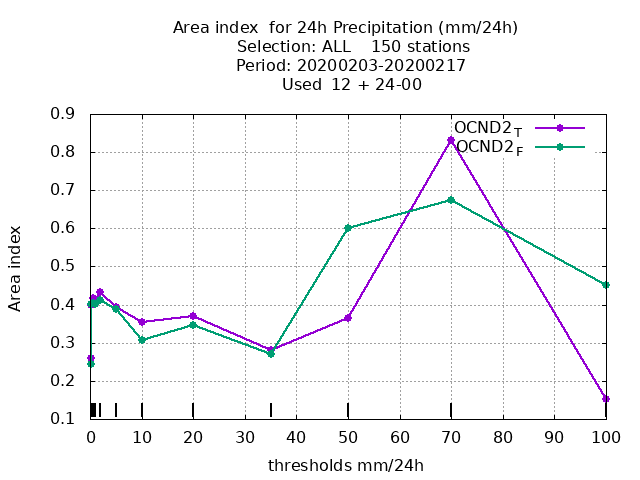 Area index  for 24h Precipitation (mm/24h)
Selection: ALL    150 stations
Period: 20200203-20200217
Used  12 + 24-00
OCND2T
OCND2F
Area index
0.9
0.8
0.7
0.6
0.5
0.4
0.3
0.2
0.1
0 10 20 30 40 50 60 70 80 90 100
thresholds mm/24h